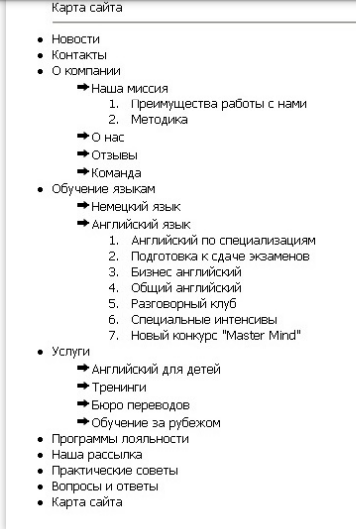 Карта сайта
• Новости
• Контакты
• О компании
➡Наша миссия
1. Преимущества работы с нами
2. Методика
➡О нас
➡Отзывы
➡Команда
• Обучение языкам
➡Немецкий язык
➡Английский язык
1. Английский по специализациям
2. Подготовка к сдаче экзаменов
3. Бизнес английский
4. Общий английский
5. Разговорный клуб
6. Специальные интенсивы
7. Новый конкурс "Master Mind"
• Услуги
➡Английский для детей
➡Тренинги
➡Бюро переводов
➡Обучение за рубежом
• Программы лояльности
• Наша рассылка
• Практические советы
• Вопросы и ответы
• Карта сайта